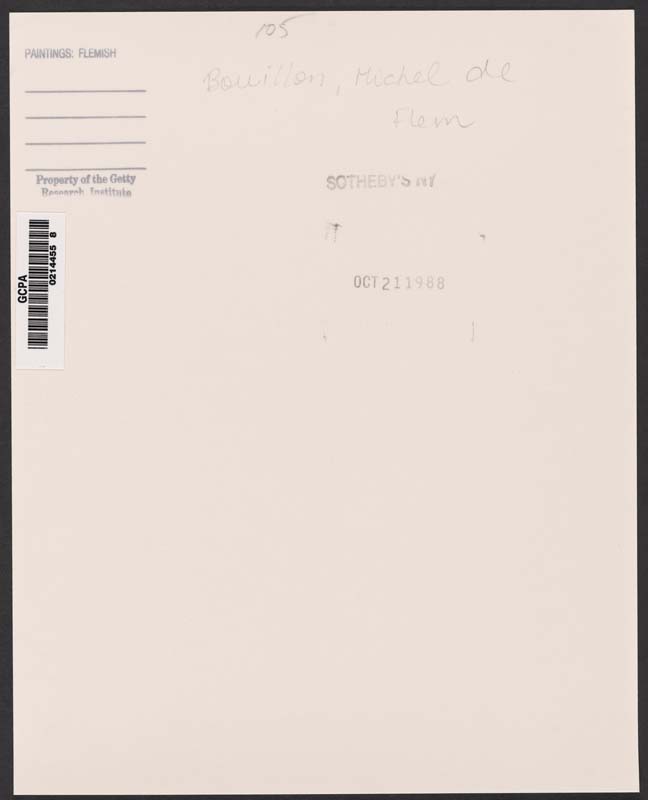 105
PAINTINGS: FLEMISH
Bouillon, Michel de
Flem
Property of the Getty
Research Institute
SOTHEBY'S NY
GCPA
0214455 8
OCT 21 1988